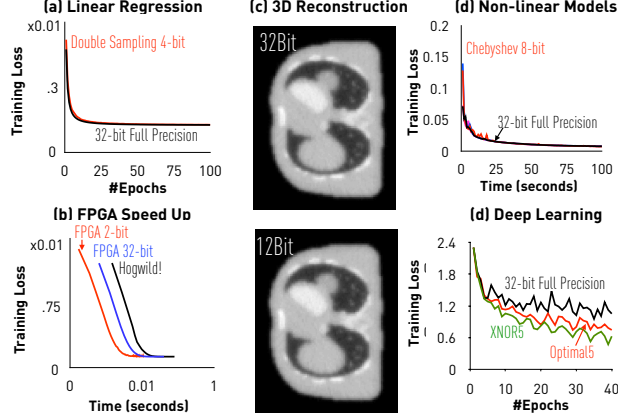 (a) Linear Regression
x0.01
Double Sampling 4-bit
.3
32-bit Full Precision
0
Training Loss
0 25 50 75 100
#Epochs
(b) FPGA Speed Up
x0.01
FPGA 2-bit
FPGA 32-bit
Hogwild!
.75
0
Training Loss
0 0.01 1
Time (seconds)
(c) 3D Reconstruction
32Bit
12Bit
(d) Non-linear Models
0.2
Chebyshev 8-bit
0.15
0.1
32-bit Full Precision
0.05
0
Training Loss
0 25 50 75 100
Time (seconds)
(d) Deep Learning
2.4
1.8
32-bit Full Precision
1.2
XNOR5
0.6
Optimal5
0
Training Loss
0 10 20 30 40
#Epochs